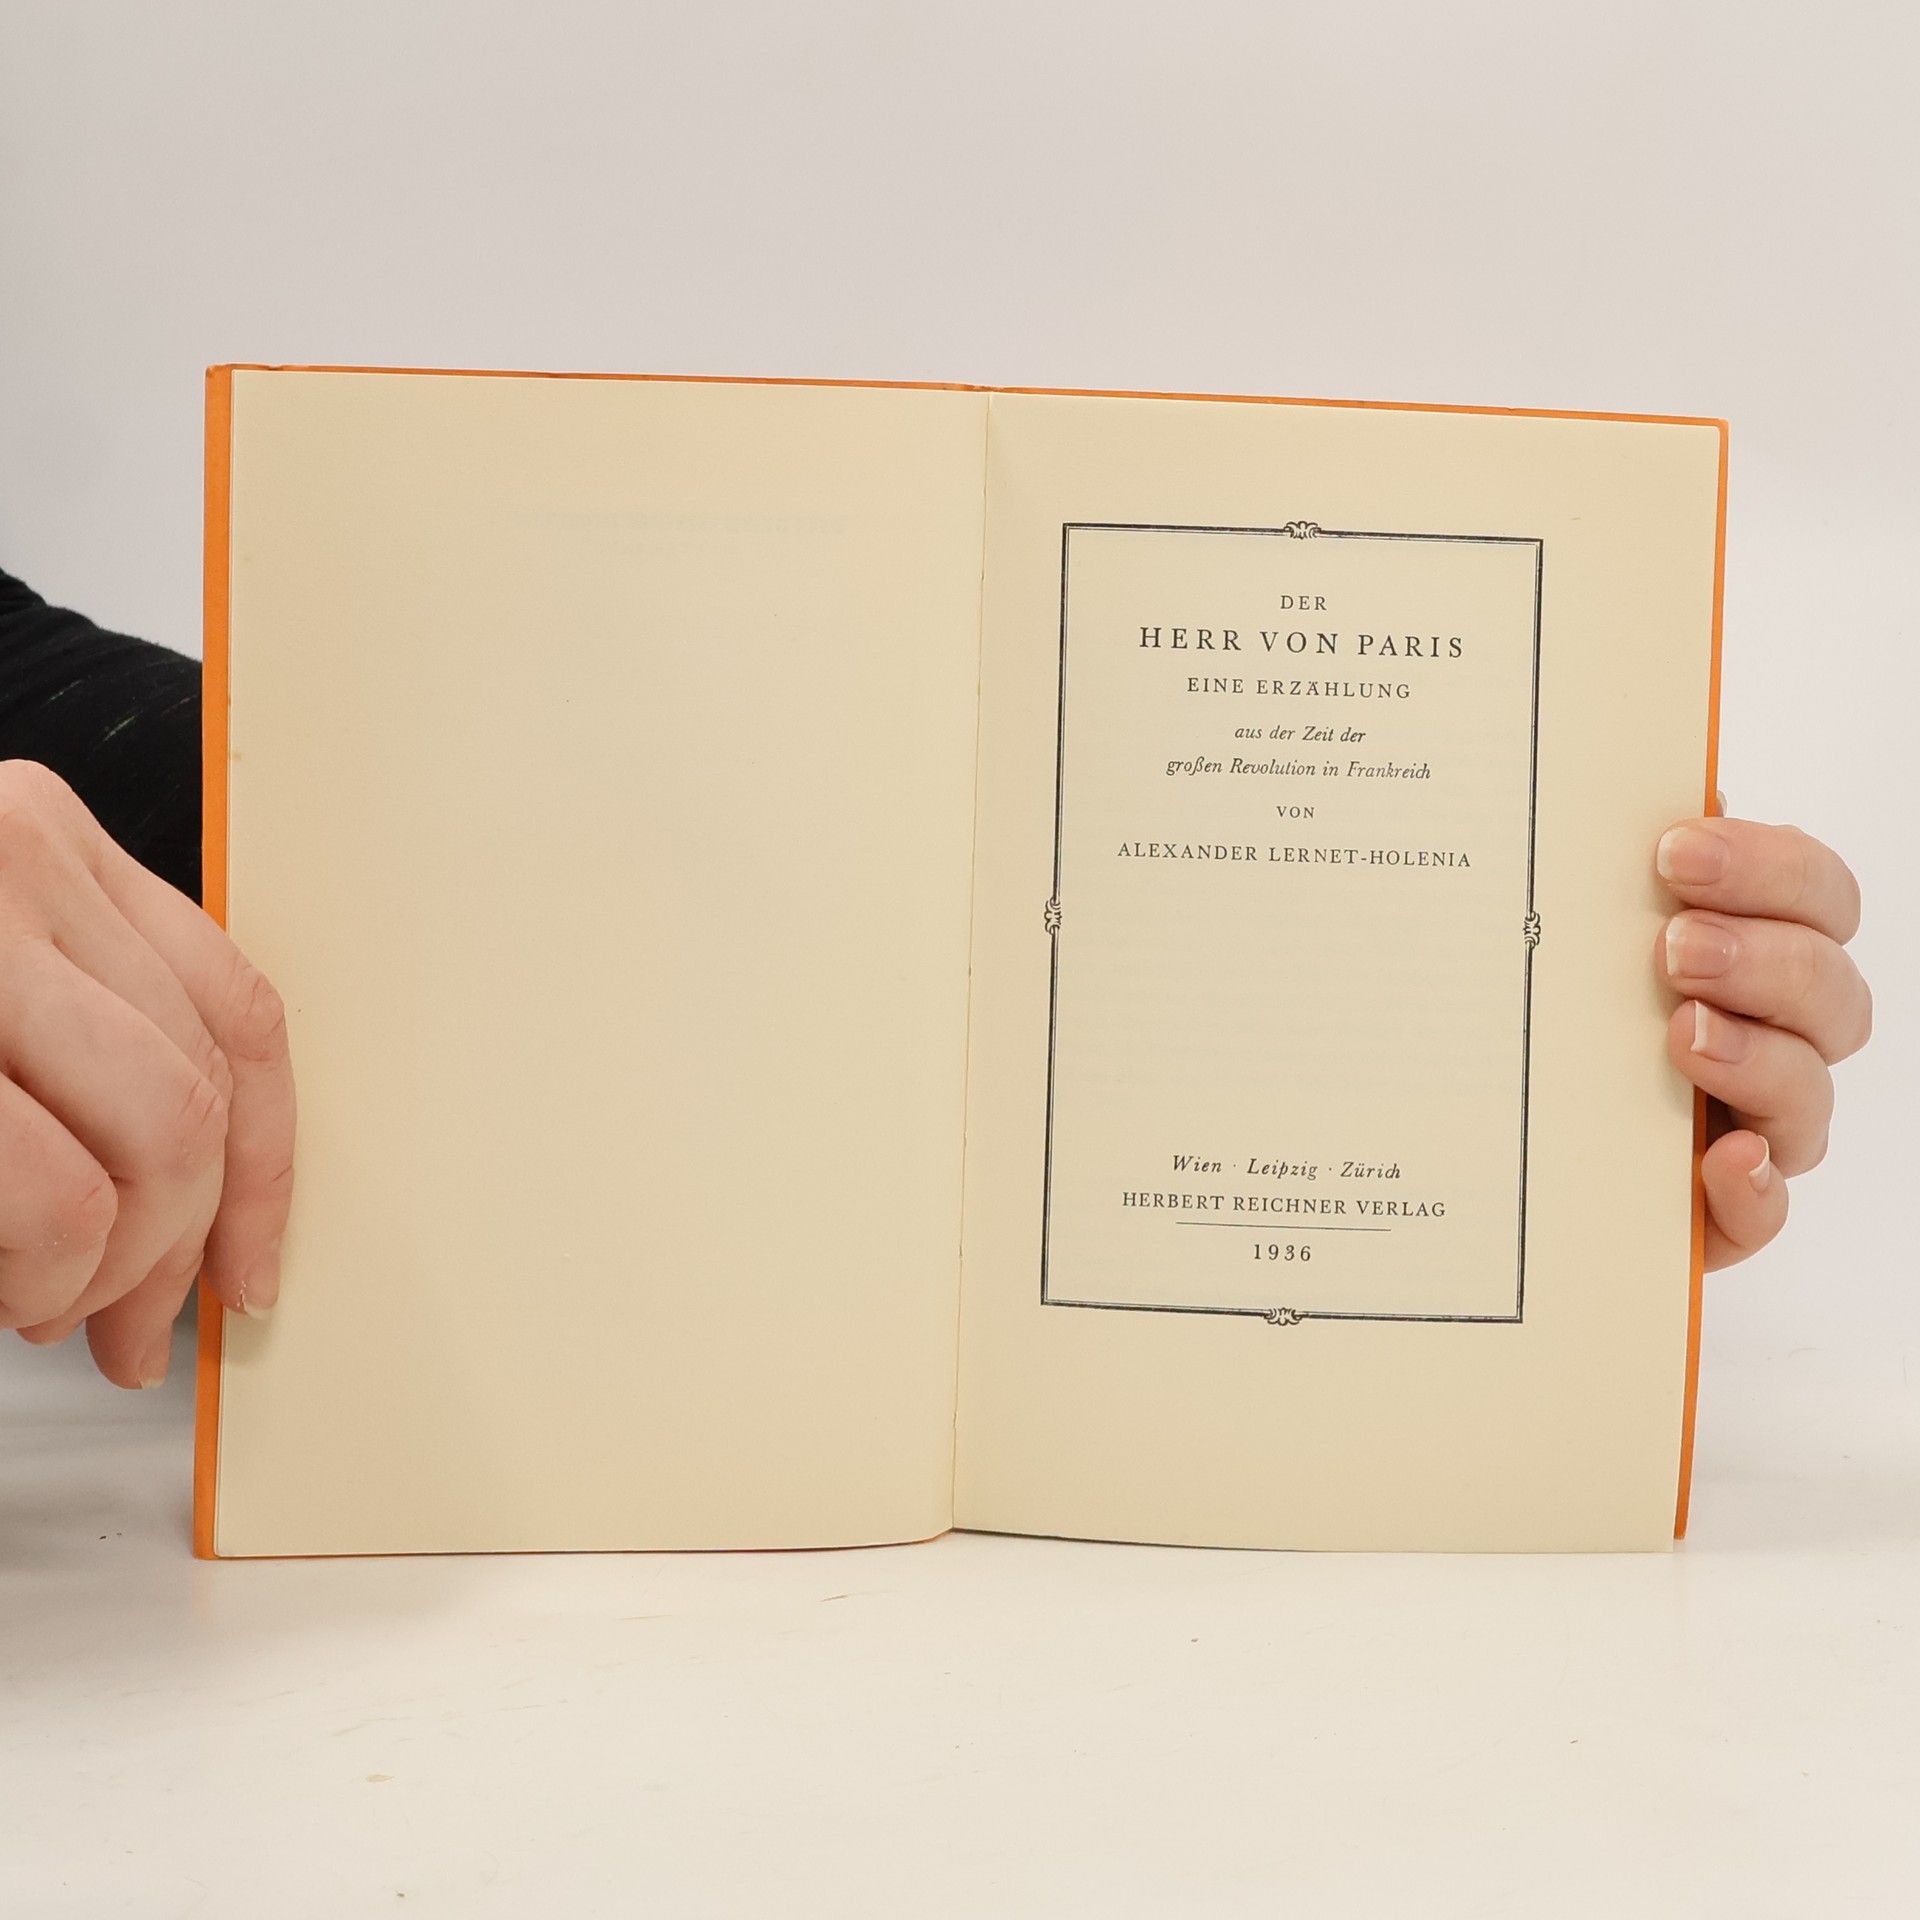 DER
HERR VON PARIS
EINE ERZÄHLUNG
aus der Zeit der
großen Revolution in Frankreich
VON
ALEXANDER LERNET-HOLENIA
Wien · Leipzig · Zürich
HERBERT REICHNER VERLAG
1936